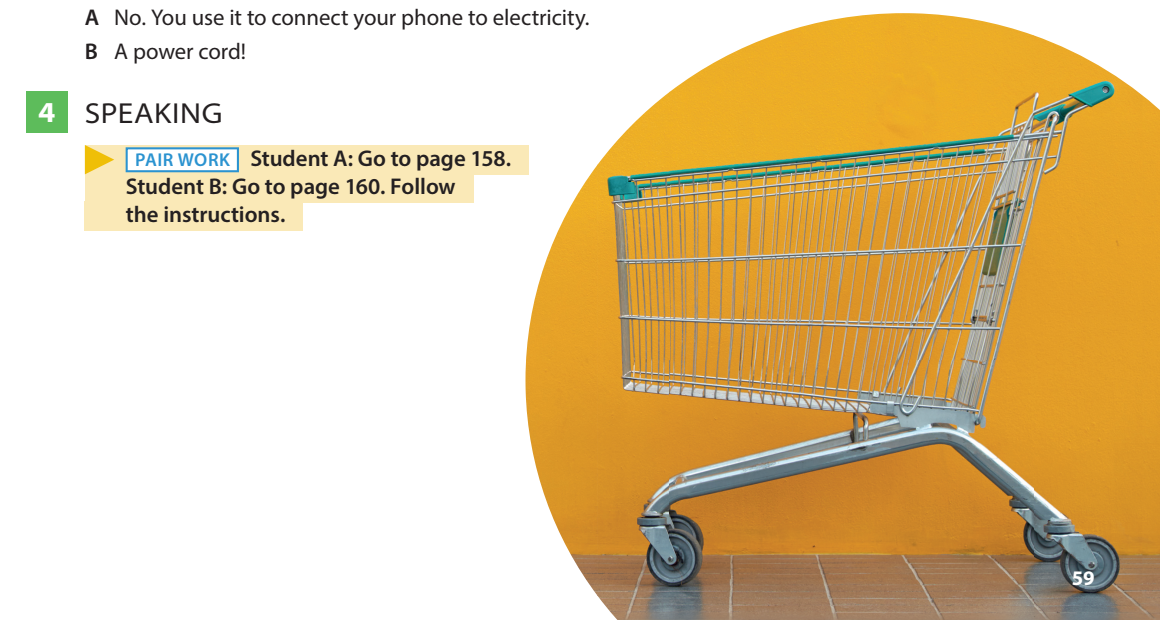 A No. You use it to connect your phone to electricity.
B A power cord!
4 SPEAKING
PAIR WORK Student A: Go to page 158.
Student B: Go to page 160. Follow
the instructions.
59